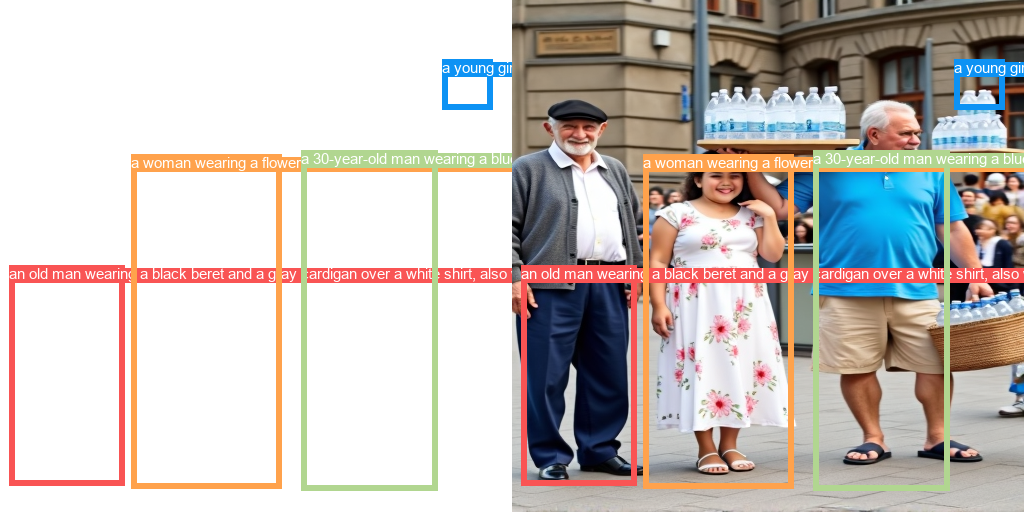 a young gir
a young gir
a woman wearing a flower
a 30-year-old man wearing a blu
a woman wearing a flower
a 30-year-old man wearing a blu
an old man wearing a black beret and a gray cardigan over a white shirt, also
an old man wearing a black beret and a gray cardigan over a white shirt, also